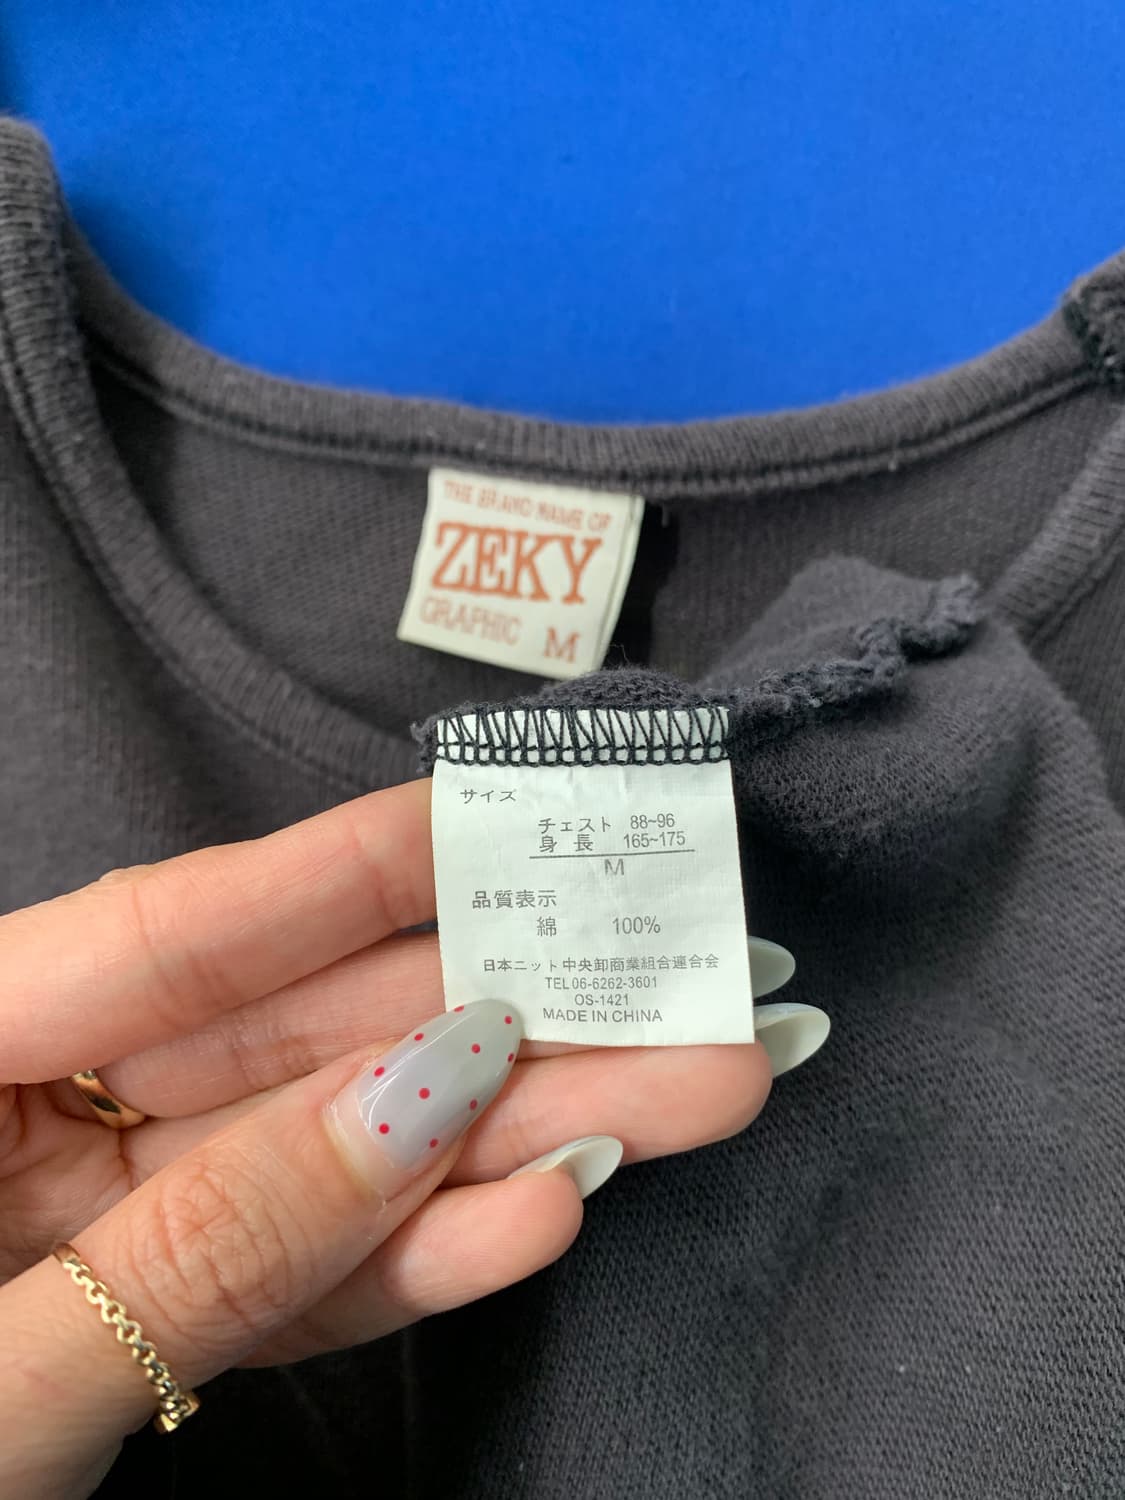 THE BRAND NAME OF
ZEKY
GRAPHIC M
サイズ
チェスト 88~96
身 長 165~175
M
品質表示
綿 100%
日本ニット中央卸商業組合連合会
TEL 06-6262-3601
OS-1421
MADE IN CHINA